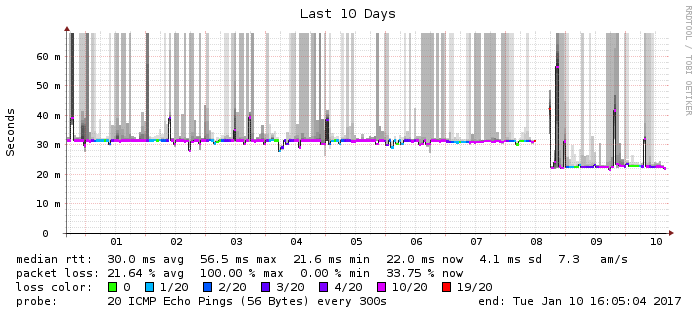 Last 10 Days
RRDTOOL / TOBI OETIKER
Seconds
60 m
50 m
40 m
30 m
20 m
10 m
0
01 02 03 04 05 06 07 08 09 10
median rtt: 30.0 ms avg 56.5 ms max 21.6 ms min 22.0 ms now 4.1 ms sd 7.3 am/s
packet loss: 21.64 % avg 100.00 % max 0.00 % min 33.75 % now
loss color: 0 1/20 2/20 3/20 4/20 10/20 19/20
probe: 20 ICMP Echo Pings (56 Bytes) every 300s end: Tue Jan 10 16:05:04 2017